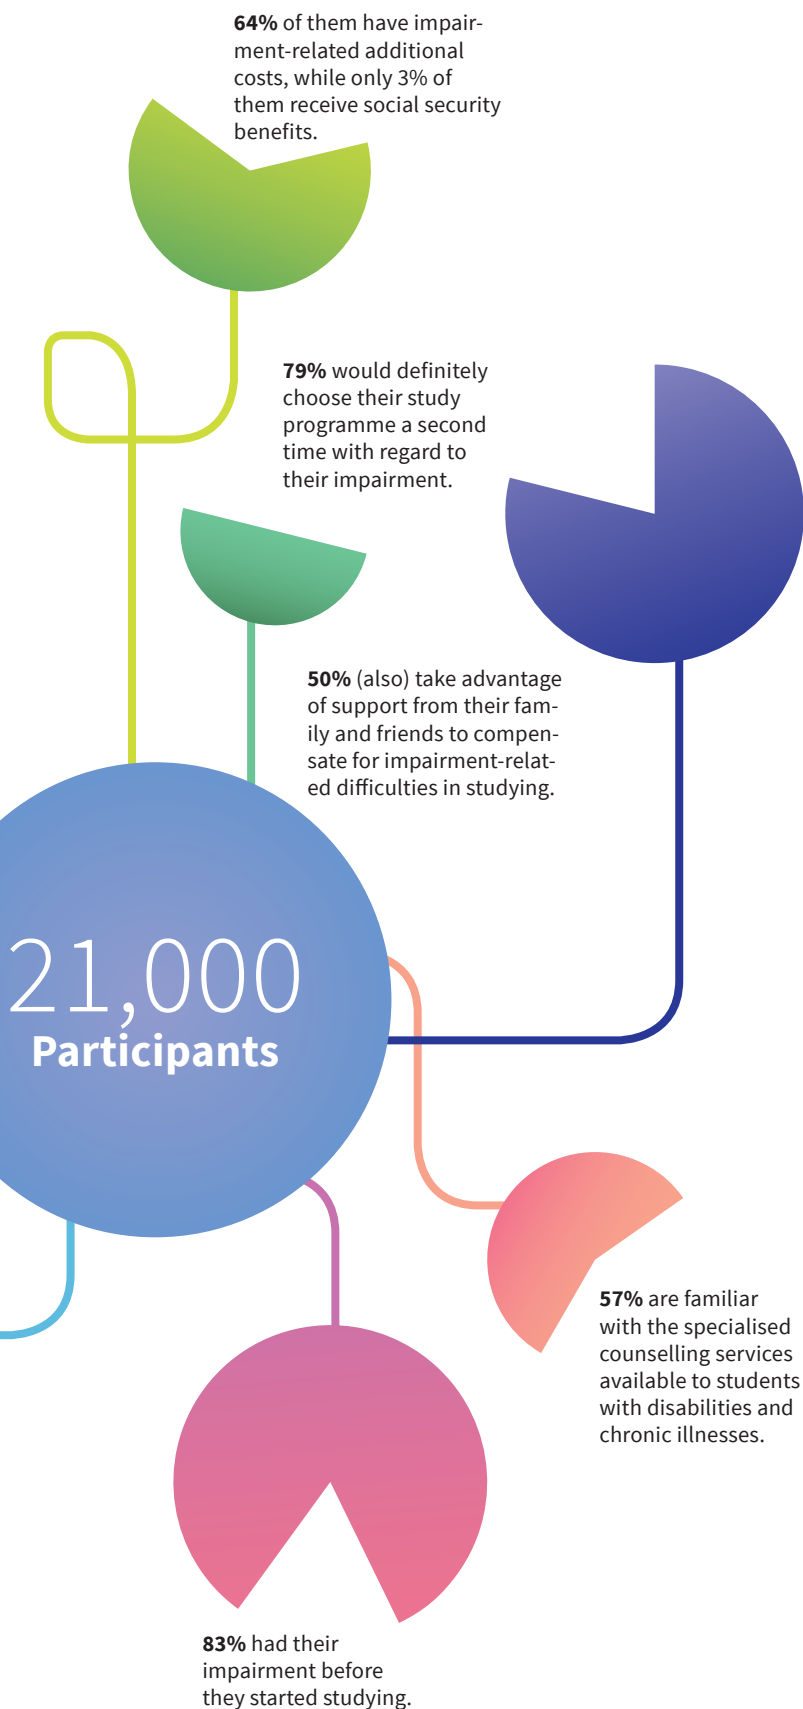 64% of them have impair-
ment-related additional
costs, while only 3% of
them receive social security
benefits.
79% would definitely
choose their study
programme a second
time with regard to
their impairment.
50% (also) take advantage
of support from their fam-
ily and friends to compen-
sate for impairment-relat-
ed difficulties in studying.
21,000
Participants
57% are familiar
with the specialised
counselling services
available to students
with disabilities and
chronic illnesses.
83% had their
impairment before
they started studying.